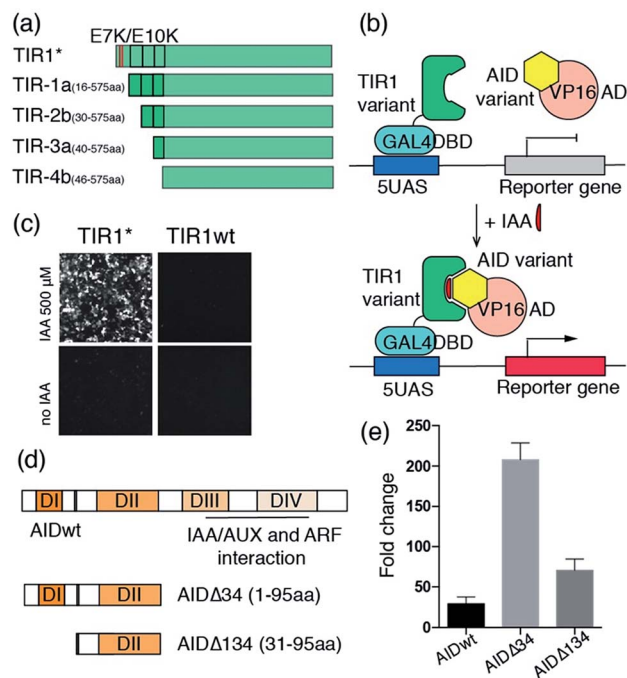 (a)
E7K/E10K
TIR1*
TIR-1a(16-575aa)
TIR-2b(30-575aa)
TIR-3a(40-575aa)
TIR-4b(46-575aa)
(b)
TIR1
variant
AID
variant
VP16 AD
GAL4DBD
5UAS
Reporter gene
+ IAA
TIR1
variant
AID variant
VP16 AD
GAL4DBD
5UAS
Reporter gene
(c)
TIR1* TIR1wt
IAA 500 µM
no IAA
(d)
DI DII DIII DIV
AIDwt
IAA/AUX and ARF
interaction
DI DII AIDΔ34 (1-95aa)
DII AIDΔ134 (31-95aa)
(e)
Fold change
250
200
150
100
50
0
AIDwt
AIDΔ34
AIDΔ134